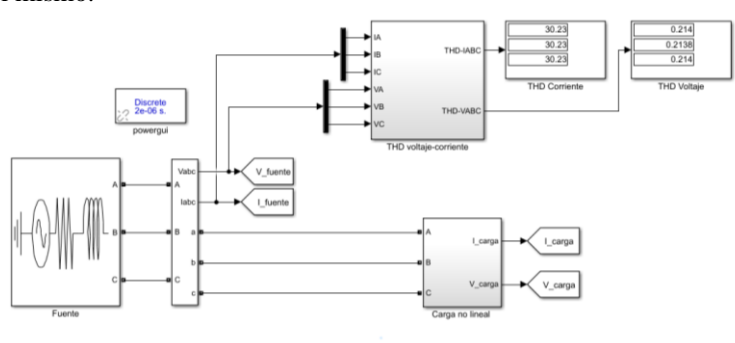 IA
IB
IC
VA
VB
VC
THD-IABC
THD-VABC
THD voltaje-corriente
30.23
30.23
30.23
THD Corriente
0.214
0.2138
0.214
THD Voltaje
Discrete
2e-06 s.
powergui
A
B
C
Fuente
A
B
C
Vabc
Iabc
a
b
c
V_fuente
I_fuente
A
B
C
I_carga
V_carga
Carga no lineal
I_carga
V_carga